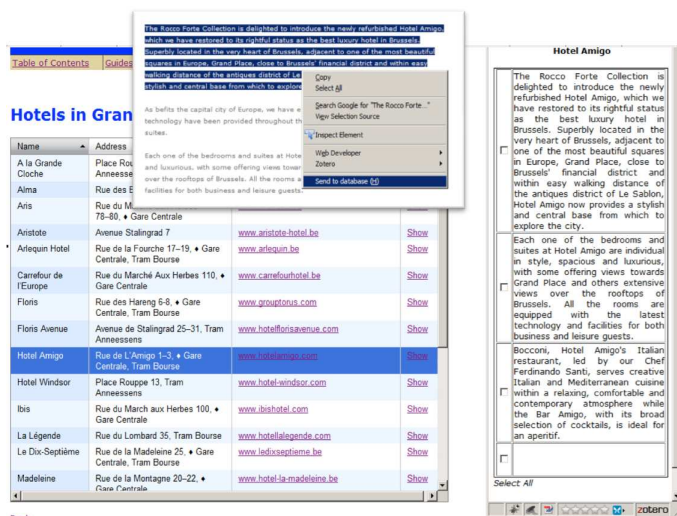 The Rocco Forte Collection is delighted to introduce the newly refurbished Hotel Amigo,
which we have restored to its rightful status as the best luxury hotel in Brussels.
Superbly located in the very heart of Brussels, adjacent to one of the most beautiful
squares in Europe, Grand Place, close to Brussels' financial district and within easy
walking distance of the antiques district of Le
stylish and central base from which to explore
As befits the capital city of Europe, we have
technology have been provided throughout
suites.
Each one of the bedrooms and suites at Hote
and luxurious, with some offering views towar
over the rooftops of Brussels. All the rooms a
facilities for both business and leisure guests.
Copy
Select All
Search Google for "The Rocco Forte..."
View Selection Source
Inspect Element
Web Developer
Zotero
Send to database (H)
Table of Contents
Guides
Hotels in Gran
Name Address
A la Grande Cloche Place Rou
Anneesse
www
Show
Alma Rue des E
Aris Rue du M
78–80, ♦ Gare Centrale
Aristote Avenue Stalingrad 7 www.aristote-hotel.be Show
Arlequin Hotel Rue de la Fourche 17–19, ♦ Gare Centrale, Tram Bourse www.arlequin.be Show
Carrefour de l'Europe Rue du Marché Aux Herbes 110, ♦ Gare Centrale www.carrefourhotel.be Show
Floris Rue des Hareng 6-8, ♦ Gare Centrale, Tram Bourse www.grouptorus.com Show
Floris Avenue Avenue de Stalingrad 25–31, Tram Anneessens www.hotelflorisavenue.com Show
Hotel Amigo Rue de L'Amigo 1–3, ♦ Gare Centrale, Tram Bourse www.hotelamigo.com Show
Hotel Windsor Place Rouppe 13, Tram Anneessens www.hotel-windsor.com Show
Ibis Rue du March aux Herbes 100, ♦ Gare Centrale www.ibishotel.com Show
La Légende Rue du Lombard 35, Tram Bourse www.hotellalegende.com Show
Le Dix-Septième Rue de la Madeleine 25, ♦ Gare Centrale, Tram Bourse www.ledixseptieme.be Show
Madeleine Rue de la Montagne 20–22, ♦ Gare Centrale www.hotel-la-madeleine.be Show
Hotel Amigo
The Rocco Forte Collection is
delighted to introduce the newly
refurbished Hotel Amigo, which we
have restored to its rightful status
as the best luxury hotel in
Brussels. Superbly located in the
very heart of Brussels, adjacent to
one of the most beautiful squares
in Europe, Grand Place, close to
Brussels' financial district and
within easy walking distance of
the antiques district of Le Sablon,
Hotel Amigo now provides a stylish
and central base from which to
explore the city.
Each one of the bedrooms and
suites at Hotel Amigo are individual
in style, spacious and luxurious,
with some offering views towards
Grand Place and others extensive
views over the rooftops of
Brussels. All the rooms are
equipped with the latest
technology and facilities for both
business and leisure guests.
Bocconi, Hotel Amigo's Italian
restaurant, led by our Chef
Ferdinando Santi, serves creative
Italian and Mediterranean cuisine
within a relaxing, comfortable and
contemporary atmosphere while
the Bar Amigo, with its broad
selection of cocktails, is ideal for
an aperitif.
Select All
zotero